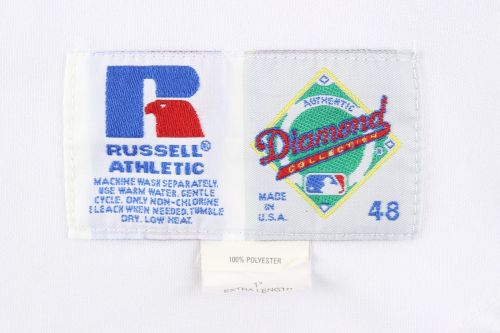 R
RUSSELL®
ATHLETIC
MACHINE WASH SEPARATELY.
USE WARM WATER. GENTLE
CYCLE. ONLY NON-CHLORINE
BLEACH WHEN NEEDED. TUMBLE
DRY. LOW HEAT.
AUTHENTIC
Diamond
COLLECTION
MADE
IN
U.S.A.
48
100% POLYESTER
1"
EXTRA LENGTH